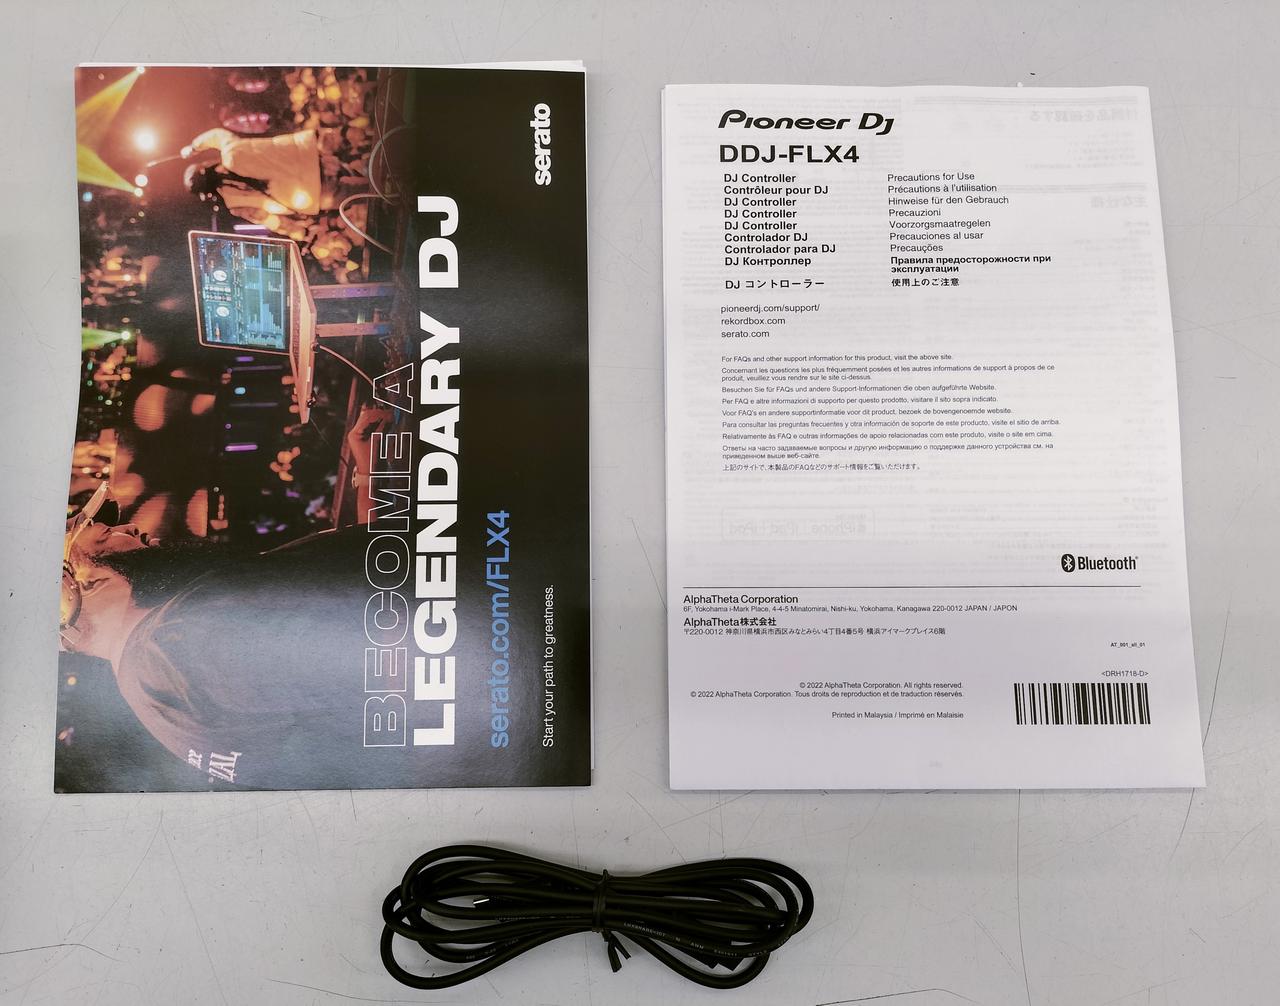 serato
BECOME A
LEGENDARY DJ
serato.com/FLX4
Start your path to greatness.
Pioneer Dj
DDJ-FLX4
DJ Controller Precautions for Use
Contrôleur pour DJ Précautions à l'utilisation
DJ Controller Hinweise für den Gebrauch
DJ Controller Precauzioni
DJ Controller Voorzorgsmaatregelen
Controlador DJ Precauciones al usar
Controlador para DJ Precauções
DJ Контроллер Правила предосторожности при
эксплуатации
DJ コントローラー 使用上のご注意
pioneerdj.com/support/
rekordbox.com
serato.com
For FAQs and other support information for this product, visit the above site.
Concernant les questions les plus fréquemment posées et les autres informations de support à propos de ce
produit, veuillez vous rendre sur le site ci-dessus.
Besuchen Sie für FAQs und andere Support-Informationen die oben aufgeführte Website.
Per FAQ e altre informazioni di supporto per questo prodotto, visitare il sito sopra indicato.
Voor FAQ's en andere supportinformatie voor dit product, bezoek de bovengenoemde website.
Para consultar las preguntas frecuentes y otra información de soporte de este producto, visite el sitio de arriba.
Relativamente às FAQ e outras informações de apoio relacionadas com este produto, visite o site em cima.
Ответы на часто задаваемые вопросы и другую информацию о поддержке данного устройства см. на
приведенном выше веб-сайте.
上記のサイトで、本製品のFAQなどのサポート情報をご覧いただけます。
Bluetooth®
AlphaTheta Corporation
6F, Yokohama i-Mark Place, 4-4-5 Minatomirai, Nishi-ku, Yokohama, Kanagawa 220-0012 JAPAN / JAPON
AlphaTheta株式会社
〒220-0012 神奈川県横浜市西区みなとみらい4丁目4番5号 横浜アイマークプレイス6階
AT_001_all_01
<DRH1718-D>
© 2022 AlphaTheta Corporation. All rights reserved.
© 2022 AlphaTheta Corporation. Tous droits de reproduction et de traduction réservés.
Printed in Malaysia / Imprimé en Malaisie